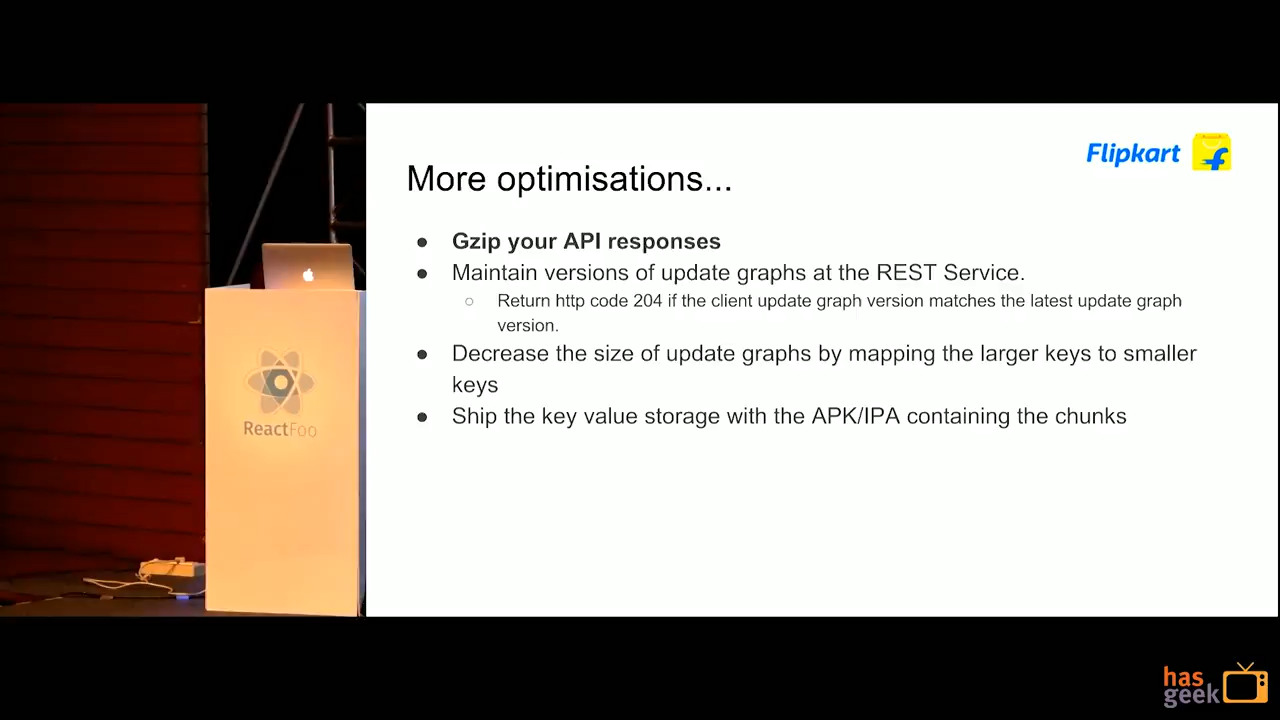 Flipkart
More optimisations...
● Gzip your API responses
● Maintain versions of update graphs at the REST Service.
○ Return http code 204 if the client update graph version matches the latest update graph
version.
● Decrease the size of update graphs by mapping the larger keys to smaller
keys
● Ship the key value storage with the APK/IPA containing the chunks
ReactFoo
has
geek